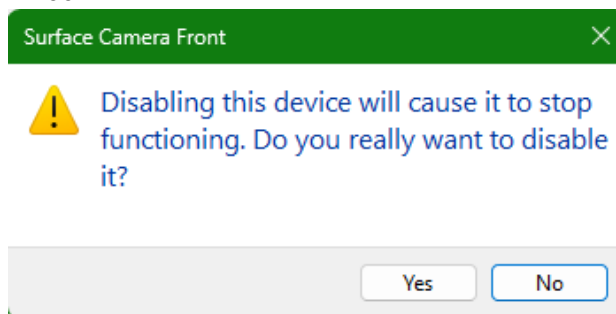 Surface Camera Front
Disabling this device will cause it to stop
functioning. Do you really want to disable
it?
Yes No